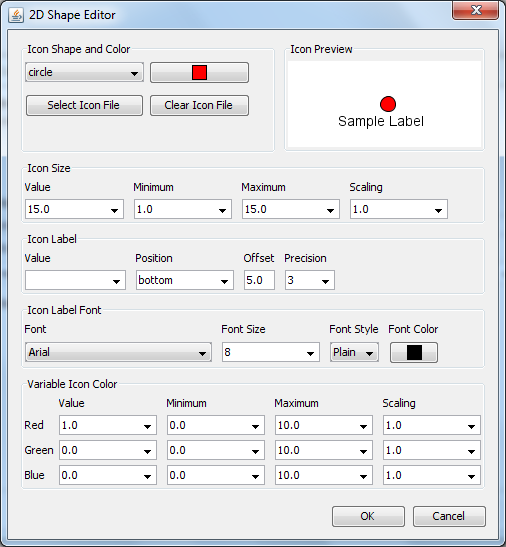 2D Shape Editor
Icon Shape and Color
circle
Select Icon File Clear Icon File
Icon Preview
Sample Label
Icon Size
Value Minimum Maximum Scaling
15.0 1.0 15.0 1.0
Icon Label
Value Position Offset Precision
bottom 5.0 3
Icon Label Font
Font Font Size Font Style Font Color
Arial 8 Plain
Variable Icon Color
Value Minimum Maximum Scaling
Red 1.0 0.0 10.0 1.0
Green 0.0 0.0 10.0 1.0
Blue 0.0 0.0 10.0 1.0
OK Cancel